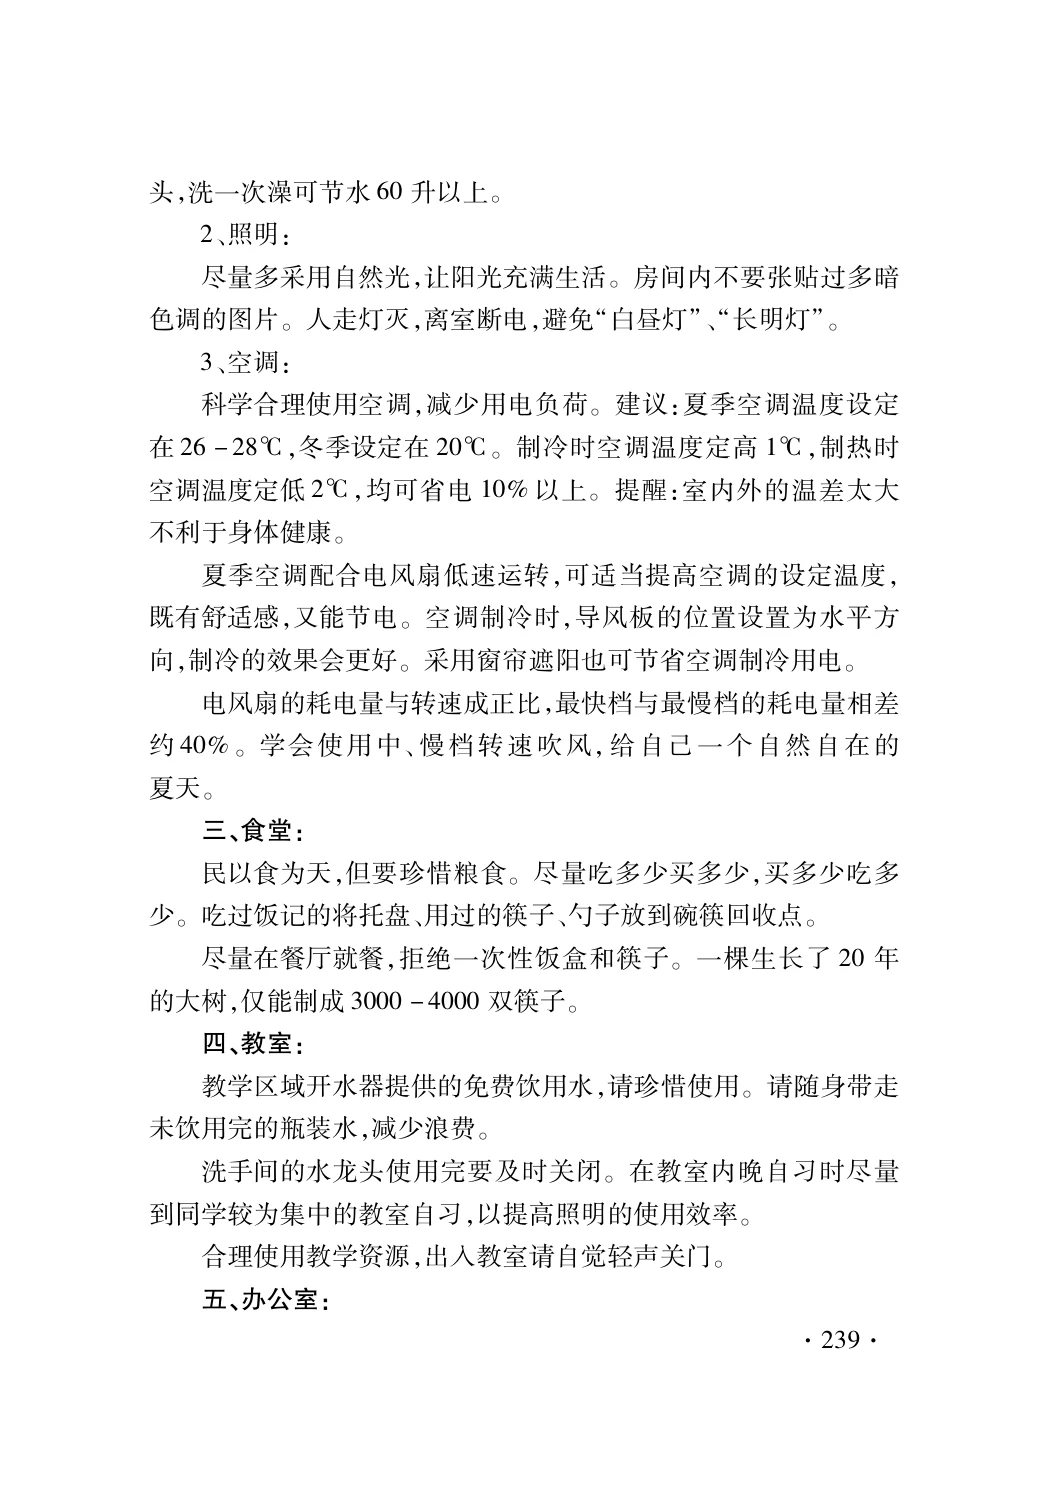 头,洗一次澡可节水 60 升以上。
2、照明:
尽量多采用自然光,让阳光充满生活。房间内不要张贴过多暗
色调的图片。人走灯灭,离室断电,避免“白昼灯”、“长明灯”。
3、空调:
科学合理使用空调,减少用电负荷。建议:夏季空调温度设定
在 26 - 28℃,冬季设定在 20℃。制冷时空调温度定高 1℃,制热时
空调温度定低 2℃,均可省电 10% 以上。提醒:室内外的温差太大
不利于身体健康。
夏季空调配合电风扇低速运转,可适当提高空调的设定温度,
既有舒适感,又能节电。空调制冷时,导风板的位置设置为水平方
向,制冷的效果会更好。采用窗帘遮阳也可节省空调制冷用电。
电风扇的耗电量与转速成正比,最快档与最慢档的耗电量相差
约 40%。学会使用中、慢档转速吹风,给自己一个自然自在的
夏天。
三、食堂:
民以食为天,但要珍惜粮食。尽量吃多少买多少,买多少吃多
少。吃过饭记的将托盘、用过的筷子、勺子放到碗筷回收点。
尽量在餐厅就餐,拒绝一次性饭盒和筷子。一棵生长了 20 年
的大树,仅能制成 3000 - 4000 双筷子。
四、教室:
教学区域开水器提供的免费饮用水,请珍惜使用。请随身带走
未饮用完的瓶装水,减少浪费。
洗手间的水龙头使用完要及时关闭。在教室内晚自习时尽量
到同学较为集中的教室自习,以提高照明的使用效率。
合理使用教学资源,出入教室请自觉轻声关门。
五、办公室:
· 239 ·